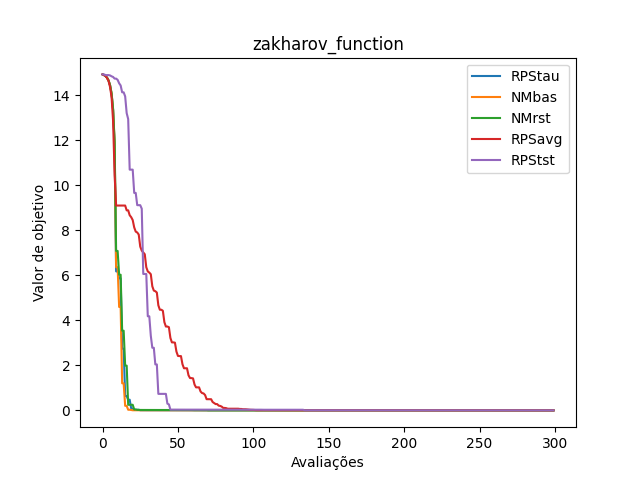 zakharov_function
RPStau
NMbas
NMrst
RPSavg
RPStst
Valor de objetivo
14
12
10
8
6
4
2
0
0 50 100 150 200 250 300
Avaliações